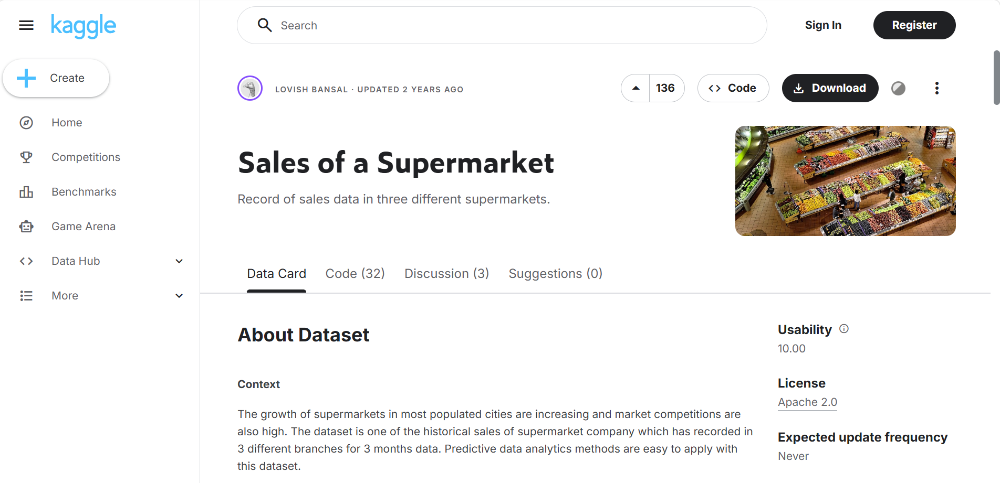 kaggle
Search
Sign In
Register
Create
Home
Competitions
Benchmarks
Game Arena
Data Hub
More
LOVISH BANSAL · UPDATED 2 YEARS AGO
136
Code
Download
Sales of a Supermarket
Record of sales data in three different supermarkets.
Data Card
Code (32)
Discussion (3)
Suggestions (0)
About Dataset
Context
The growth of supermarkets in most populated cities are increasing and market competitions are
also high. The dataset is one of the historical sales of supermarket company which has recorded in
3 different branches for 3 months data. Predictive data analytics methods are easy to apply with
this dataset.
Usability
10.00
License
Apache 2.0
Expected update frequency
Never